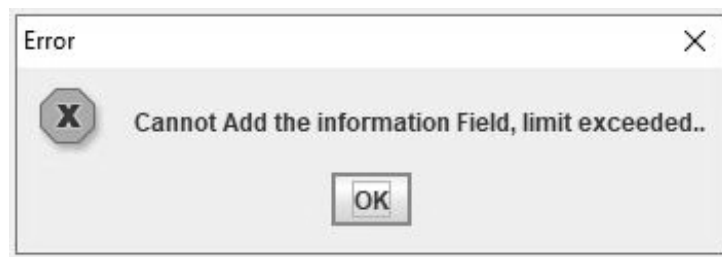 Error
X
Cannot Add the information Field, limit exceeded..
OK